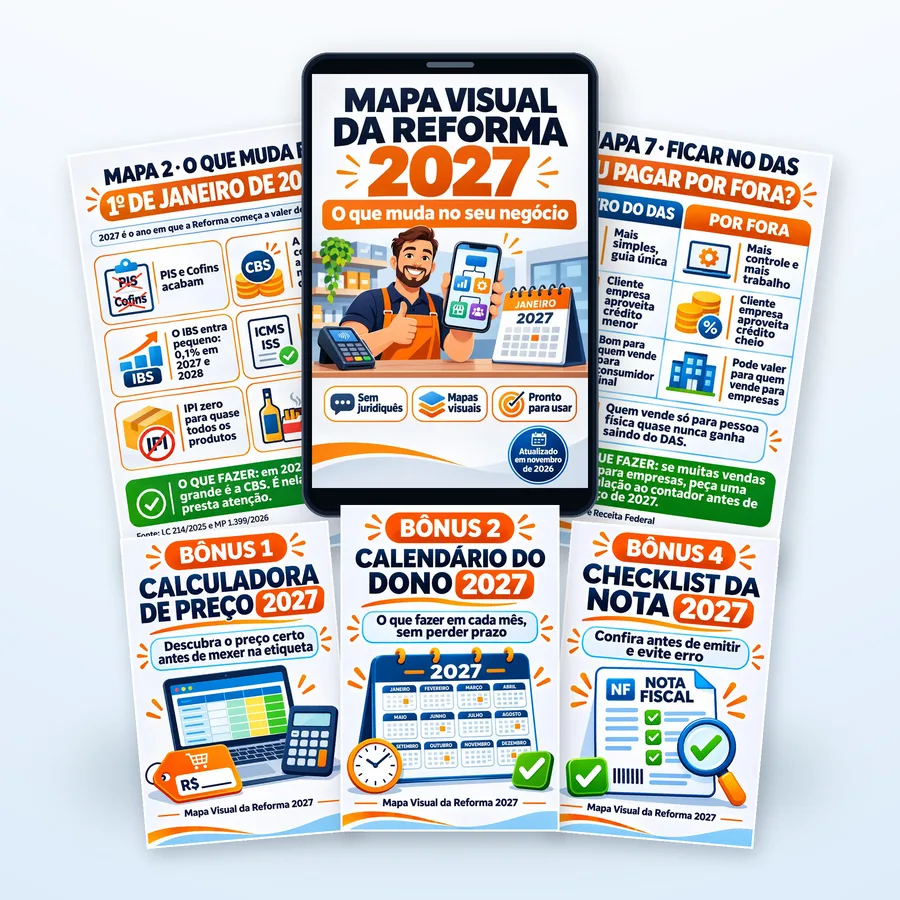 MAPA VISUAL
DA REFORMA
2027
O que muda no seu negócio
JANEIRO
2027
Sem
juridiquês
Mapas
visuais
Pronto
para usar
Atualizado
em novembro
de 2026
MAPA 2 · O QUE MUDA
1º DE JANEIRO DE 20
2027 é o ano em que a Reforma começa a valer de
PIS
Cofins
PIS e Cofins
acabam
CBS
A
IBS
O IBS entra
pequeno:
0,1% em
2027 e
2028
ICMS
ISS
IPI
IPI zero
para quase
todos os
produtos
O QUE FAZER: em 202
grande é a CBS. É nela
presta atenção.
Fonte: LC 214/2025 e MP 1.399/2026
APA 7 · FICAR NO DAS
U PAGAR POR FORA?
RO DO DAS
POR FORA
Mais
simples,
guia única
Mais
controle e
mais
trabalho
Cliente
empresa
aproveita
crédito
menor
%
Cliente
empresa
aproveita
crédito
cheio
Bom para
quem vende
para
consumidor
inal
Pode valer
para quem
vende para
empresas
Quem vende só para pessoa
física quase nunca ganha
saindo do DAS.
QUE FAZER: se muitas vendas
para empresas, peça uma
lação ao contador antes de
ço de 2027.
e Receita Federal
BÔNUS 1
CALCULADORA
DE PREÇO 2027
Descubra o preço certo
antes de mexer na etiqueta
R$
Mapa Visual da Reforma 2027
BÔNUS 2
CALENDÁRIO DO
DONO 2027
O que fazer em cada mês,
sem perder prazo
2027
JANEIRO FEVEREIRO MARÇO ABRIL
MAIO JUNHO JULHO AGOSTO
SETEMBRO OUTUBRO NOVEMBRO DEZEMBRO
Mapa Visual da Reforma 2027
BÔNUS 4
CHECKLIST DA
NOTA 2027
Confira antes de emitir
e evite erro
NF
NOTA
FISCAL
Mapa Visual da Reforma 2027